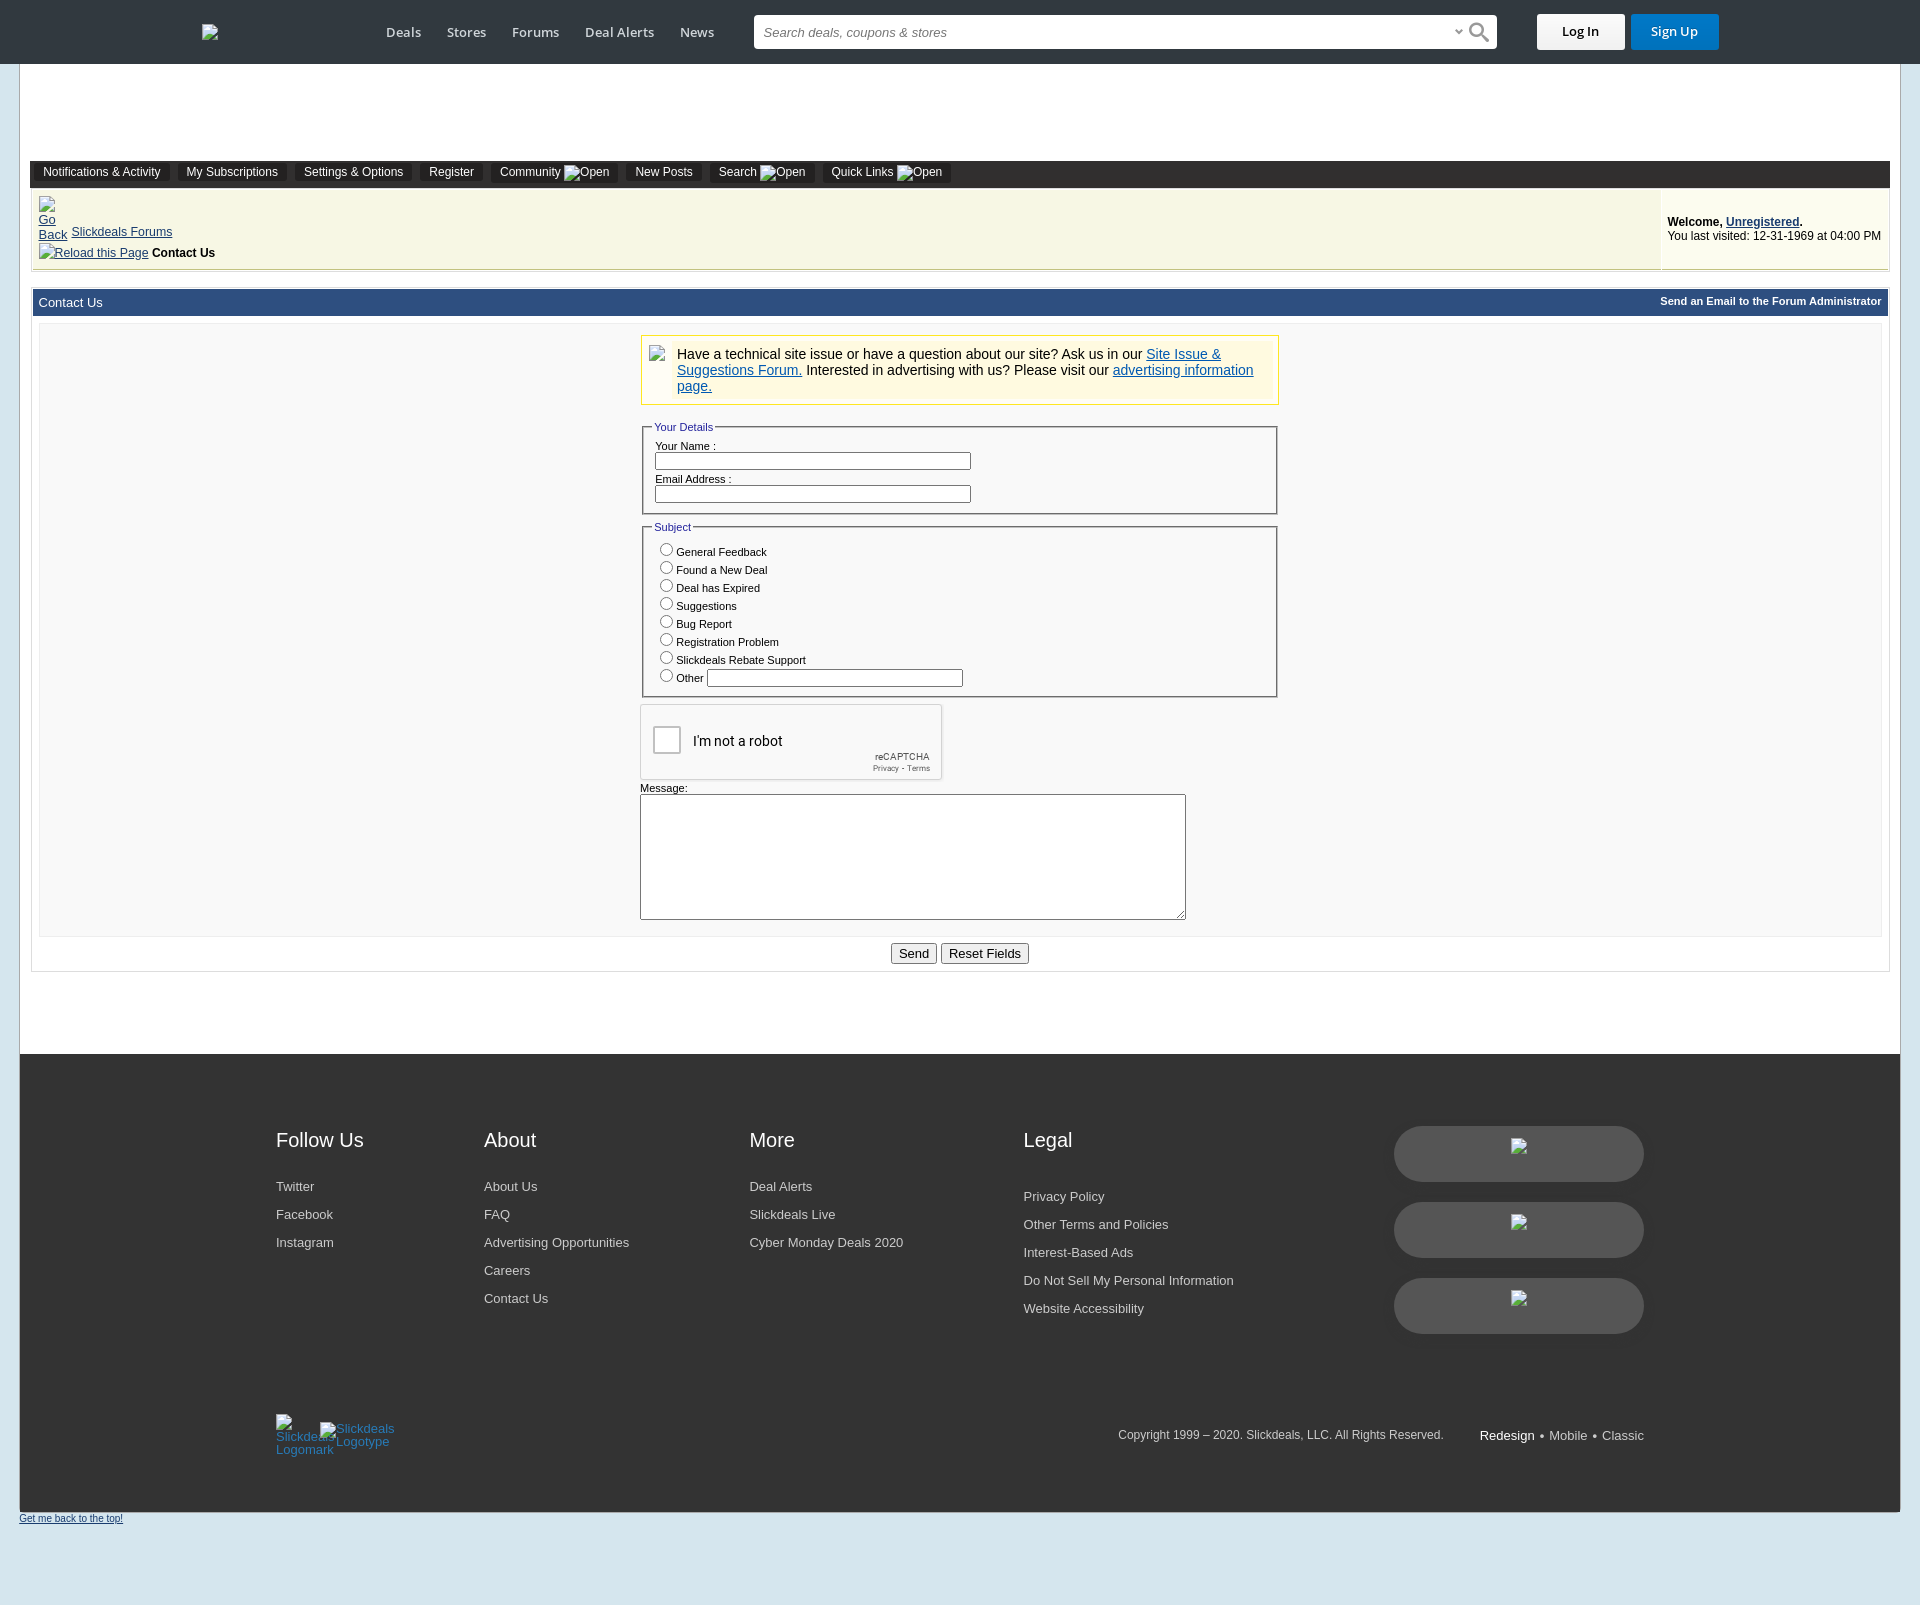 Deals Stores Forums Deal Alerts News Search deals, coupons & stores Log In Sign Up
Notifications & Activity My Subscriptions Settings & Options Register Community Open New Posts Search Open Quick Links Open
Go
Back Slickdeals Forums
Reload this Page Contact Us
Welcome, Unregistered.
You last visited: 12-31-1969 at 04:00 PM
Contact Us Send an Email to the Forum Administrator
Have a technical site issue or have a question about our site? Ask us in our Site Issue &
Suggestions Forum. Interested in advertising with us? Please visit our advertising information
page.
Your Details
Your Name :
Email Address :
Subject
General Feedback
Found a New Deal
Deal has Expired
Suggestions
Bug Report
Registration Problem
Slickdeals Rebate Support
Other
I'm not a robot
reCAPTCHA
Privacy - Terms
Message:
Send Reset Fields
Follow Us
Twitter
Facebook
Instagram
About
About Us
FAQ
Advertising Opportunities
Careers
Contact Us
More
Deal Alerts
Slickdeals Live
Cyber Monday Deals 2020
Legal
Privacy Policy
Other Terms and Policies
Interest-Based Ads
Do Not Sell My Personal Information
Website Accessibility
Slickdeals
Logomark
Slickdeals
Logotype
Copyright 1999 – 2020. Slickdeals, LLC. All Rights Reserved. Redesign • Mobile • Classic
Get me back to the top!